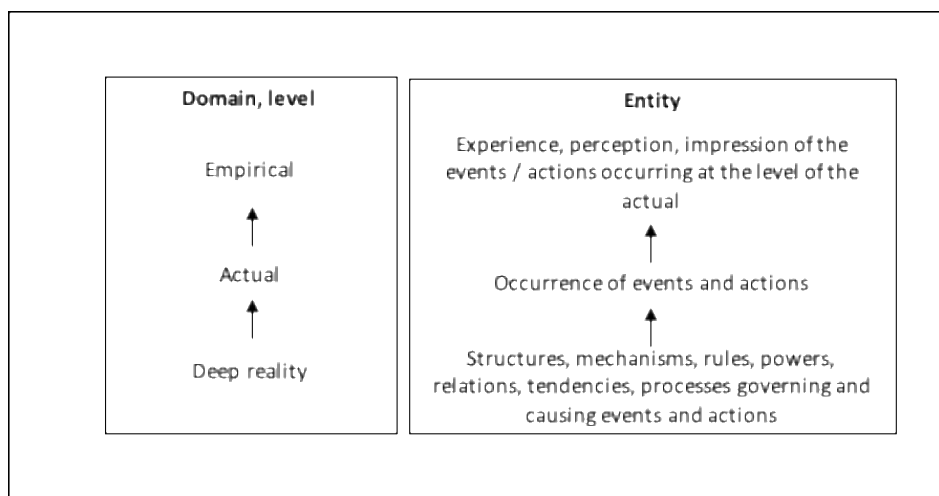 Domain, level
Empirical
Actual
Deep reality
Entity
Experience, perception, impression of the
events / actions occurring at the level of the
actual
Occurrence of events and actions
Structures, mechanisms, rules, powers,
relations, tendencies, processes governing and
causing events and actions